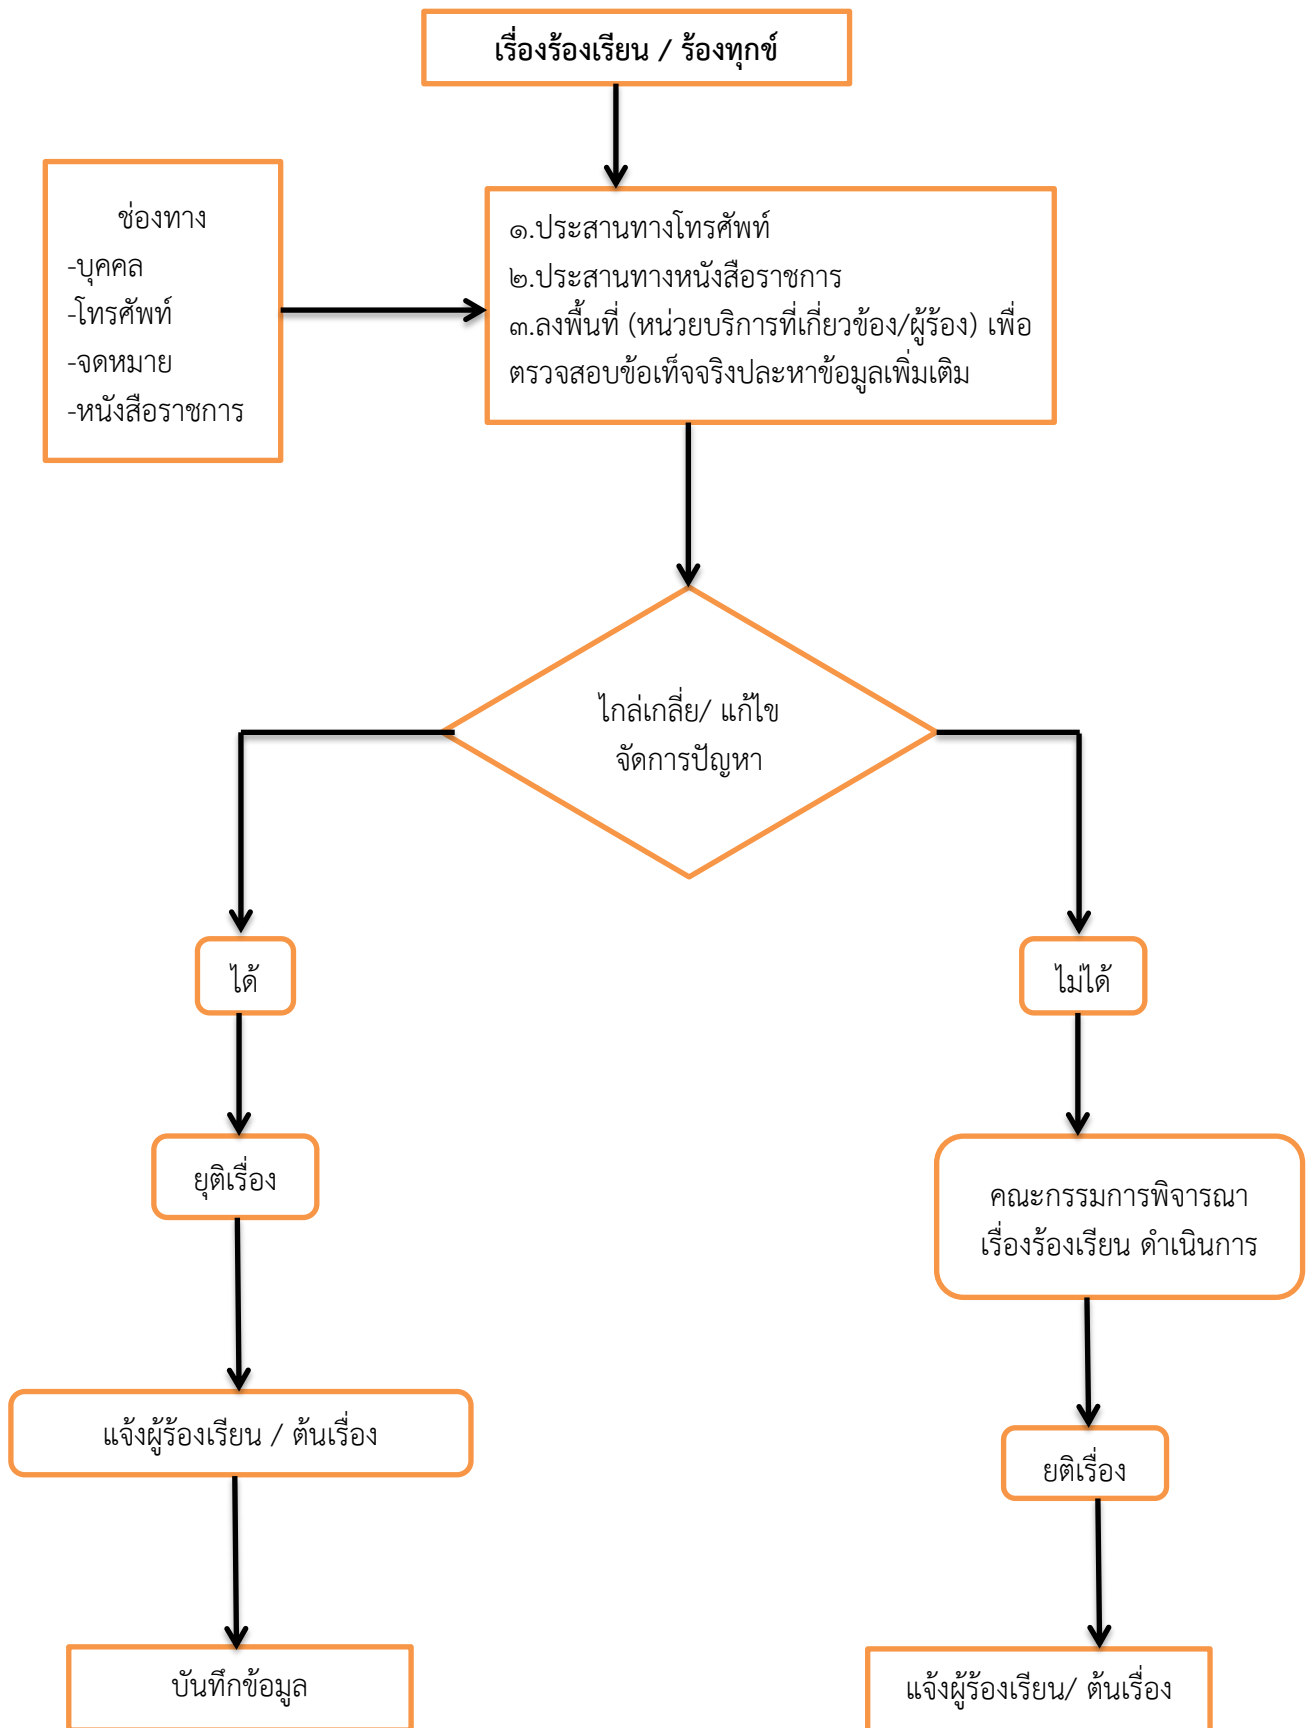 เรื่องร้องเรียน / ร้องทุกข์
ช่องทาง
-บุคคล
-โทรศัพท์
-จดหมาย
-หนังสือราชการ
๑.ประสานทางโทรศัพท์
๒.ประสานทางหนังสือราชการ
๓.ลงพื้นที่ (หน่วยบริการที่เกี่ยวข้อง/ผู้ร้อง) เพื่อ
ตรวจสอบข้อเท็จจริงปละหาข้อมูลเพิ่มเติม
ไกล่เกลี่ย/ แก้ไข
จัดการปัญหา
ได้
ไม่ได้
ยุติเรื่อง
คณะกรรมการพิจารณา
เรื่องร้องเรียน ดำเนินการ
แจ้งผู้ร้องเรียน / ต้นเรื่อง
ยติเรื่อง
บันทึกข้อมูล
แจ้งผู้ร้องเรียน/ ต้นเรื่อง